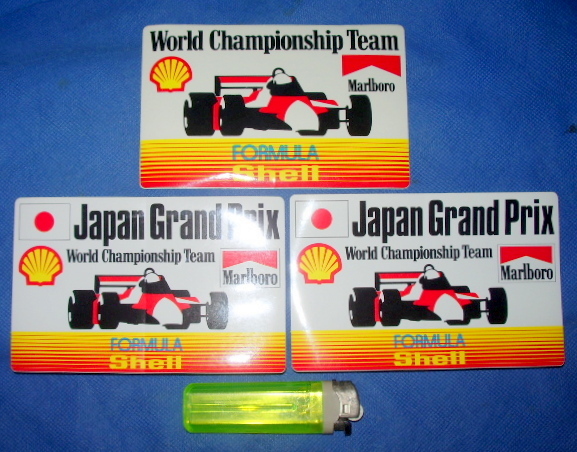 World Championship Team
Marlboro
FORMULA
Shell
Japan Grand Prix
World Championship Team
Marlboro
FORMULA
Shell
Japan Grand Prix
World Championship Team
Marlboro
FORMULA
Shell